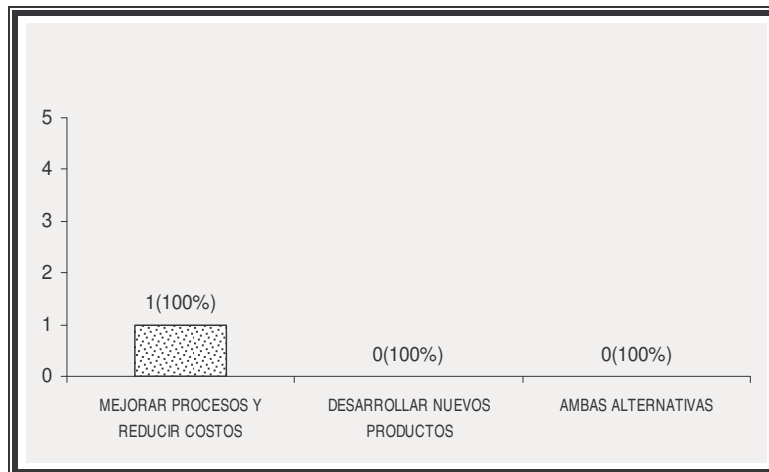 5
4
3
2
1
0
1(100%)
0(100%)
0(100%)
MEJORAR PROCESOS Y
REDUCIR COSTOS
DESARROLLAR NUEVOS
PRODUCTOS
AMBAS ALTERNATIVAS